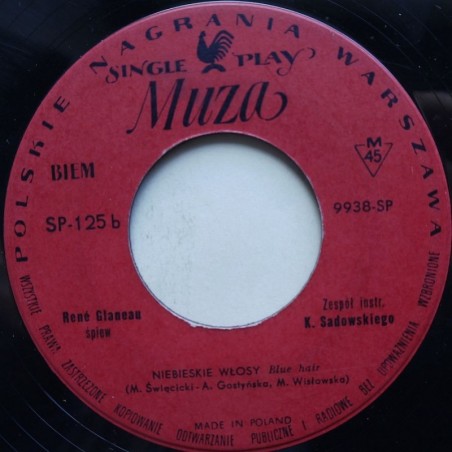 POLSKIE NAGRANIA WARSZAWA
SINGLE PLAY
Muza
BIEM
M
45
SP-125 b
9938-SP
René Glaneau
śpiew
Zespół instr.
K. Sadowskiego
NIEBIESKIE WŁOSY Blue hair
(M. Święcicki - A. Gostyńska, M. Wisłowska)
MADE IN POLAND
WSZYSTKIE PRAWA ZASTRZEŻONE KOPIOWANIE ODTWARZANIE PUBLICZNE I RADIOWE BEZ UPOWAŻNIENIA WZBRONIONE